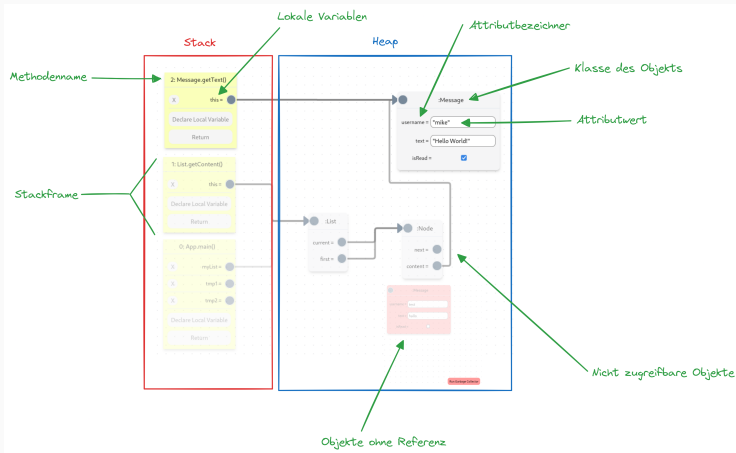 Lokale Variablen
Attributbezeichner
Stack
Heap
Methodenname
2: Message.getText()
Klasse des Objekts
X
this =
:Message
Declare Local Variable
username =
"mike"
Attributwert
Return
text =
"Hello World!"
isRead =
1: List.getContent()
X
this =
Stackframe
Declare Local Variable
Return
:List
:Node
current =
first =
next =
content =
0: App.main()
X
myList =
X
tmp1 =
X
tmp2 =
Declare Local Variable
Return
Nicht zugreifbare Objekte
Objekte ohne Referenz